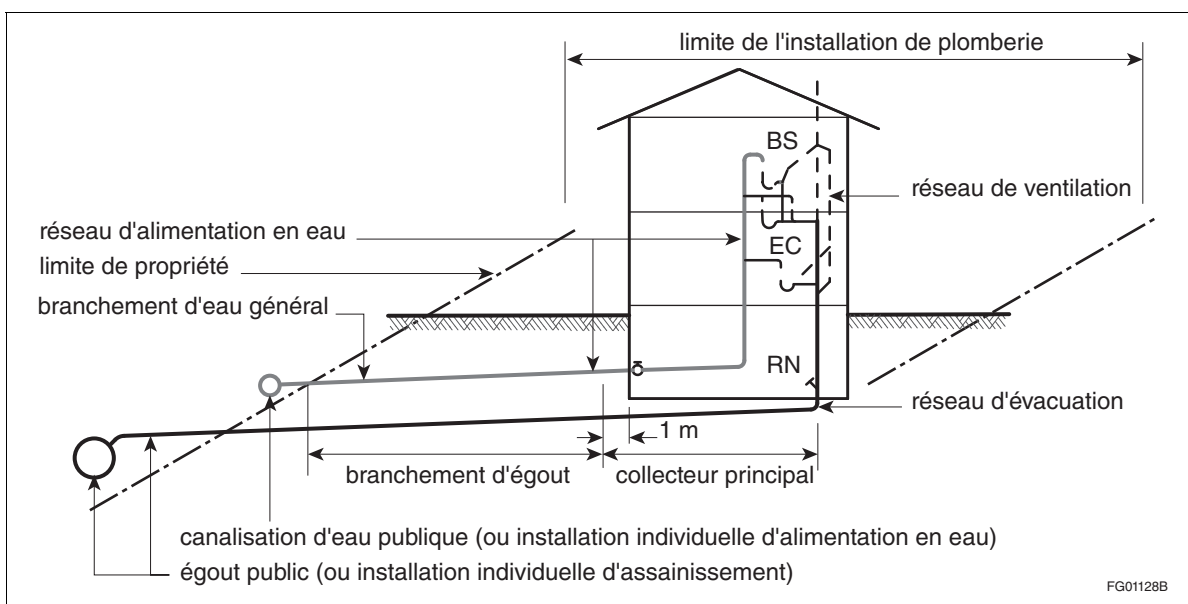 limite de l'installation de plomberie
BS
réseau de ventilation
réseau d'alimentation en eau
EC
limite de propriété
branchement d'eau général
RN
réseau d'évacuation
1 m
branchement d'égout
collecteur principal
canalisation d'eau publique (ou installation individuelle d'alimentation en eau)
égout public (ou installation individuelle d'assainissement)
FG01128B